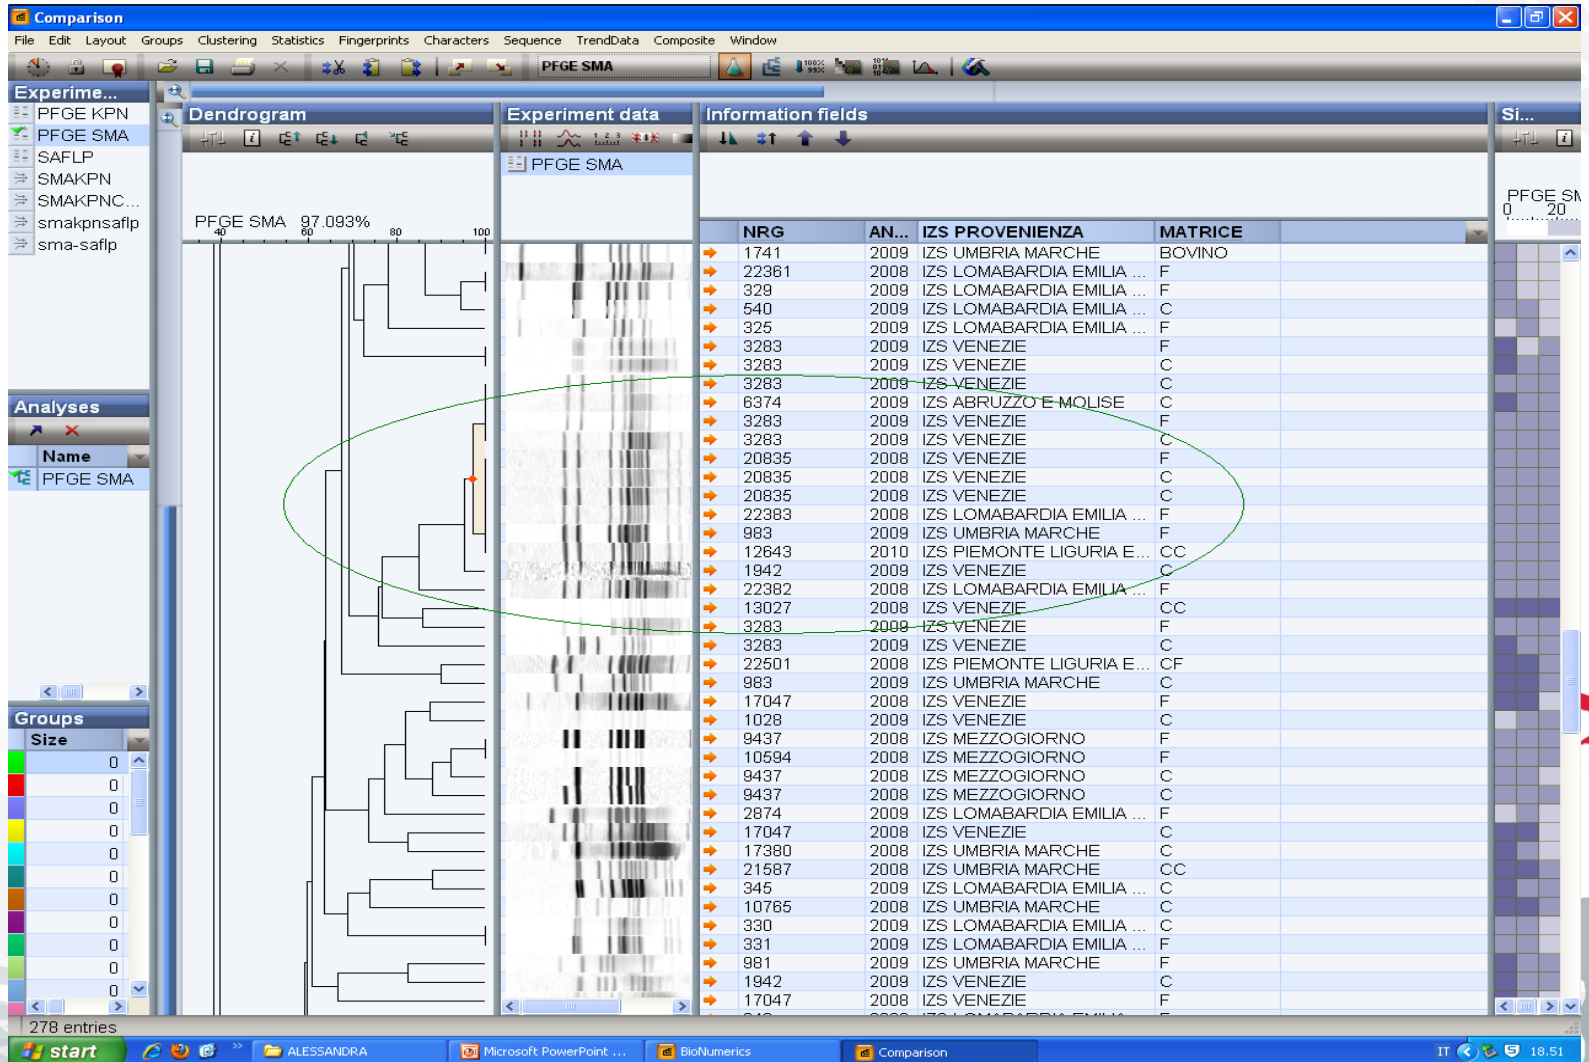 Comparison
File Edit Layout Groups Clustering Statistics Fingerprints Characters Sequence TrendData Composite Window
PFGE SMA
Experime...
PFGE KPN
PFGE SMA
SAFLP
SMAKPN
SMAKPNC...
smakpnsaflp
sma-saflp
Analyses
Name
PFGE SMA
Groups
Size
0
0
0
0
0
0
0
0
0
0
0
Dendrogram
PFGE SMA 97.093%
40 60 80 100
Experiment data
PFGE SMA
Information fields
NRG AN... IZS PROVENIENZA MATRICE
1741 2009 IZS UMBRIA MARCHE BOVINO
22361 2008 IZS LOMABARDIA EMILIA ... F
329 2009 IZS LOMABARDIA EMILIA ... F
540 2009 IZS LOMABARDIA EMILIA ... C
325 2009 IZS LOMABARDIA EMILIA ... F
3283 2009 IZS VENEZIE F
3283 2009 IZS VENEZIE C
3283 2009 IZS VENEZIE C
6374 2009 IZS ABRUZZO E MOLISE C
3283 2009 IZS VENEZIE F
3283 2009 IZS VENEZIE C
20835 2008 IZS VENEZIE F
20835 2008 IZS VENEZIE C
20835 2008 IZS VENEZIE C
22383 2008 IZS LOMABARDIA EMILIA ... F
983 2009 IZS UMBRIA MARCHE F
12643 2010 IZS PIEMONTE LIGURIA E... CC
1942 2009 IZS VENEZIE C
22382 2008 IZS LOMABARDIA EMILIA ... F
13027 2008 IZS VENEZIE CC
3283 2009 IZS VENEZIE F
3283 2009 IZS VENEZIE C
22501 2008 IZS PIEMONTE LIGURIA E... CF
983 2009 IZS UMBRIA MARCHE C
17047 2008 IZS VENEZIE F
1028 2009 IZS VENEZIE C
9437 2008 IZS MEZZOGIORNO F
10594 2008 IZS MEZZOGIORNO F
9437 2008 IZS MEZZOGIORNO C
9437 2008 IZS MEZZOGIORNO C
2874 2009 IZS LOMABARDIA EMILIA ... F
17047 2008 IZS VENEZIE C
17380 2008 IZS UMBRIA MARCHE C
21587 2008 IZS UMBRIA MARCHE CC
345 2009 IZS LOMABARDIA EMILIA ... C
10765 2008 IZS UMBRIA MARCHE C
330 2009 IZS LOMABARDIA EMILIA ... C
331 2009 IZS LOMABARDIA EMILIA ... F
981 2009 IZS UMBRIA MARCHE F
1942 2009 IZS VENEZIE C
17047 2008 IZS VENEZIE F
Si...
PFGE SM
0 20
278 entries
start
ALESSANDRA
Microsoft PowerPoint ...
BioNumerics
Comparison
IT
18.51